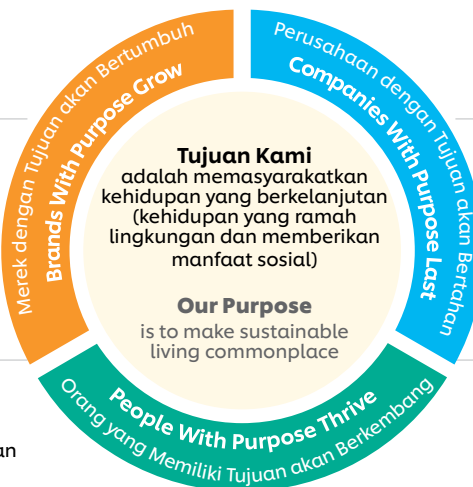 Merek dengan Tujuan akan Bertumbuh
Brands With Purpose Grow
Perusahaan dengan Tujuan akan Bertahan
Companies With Purpose Last
Tujuan Kami
adalah memasyarakatkan
kehidupan yang berkelanjutan
(kehidupan yang ramah
lingkungan dan memberikan
manfaat sosial)
Our Purpose
is to make sustainable
living commonplace
People With Purpose Thrive
Orang yang Memiliki Tujuan akan Berkembang
an